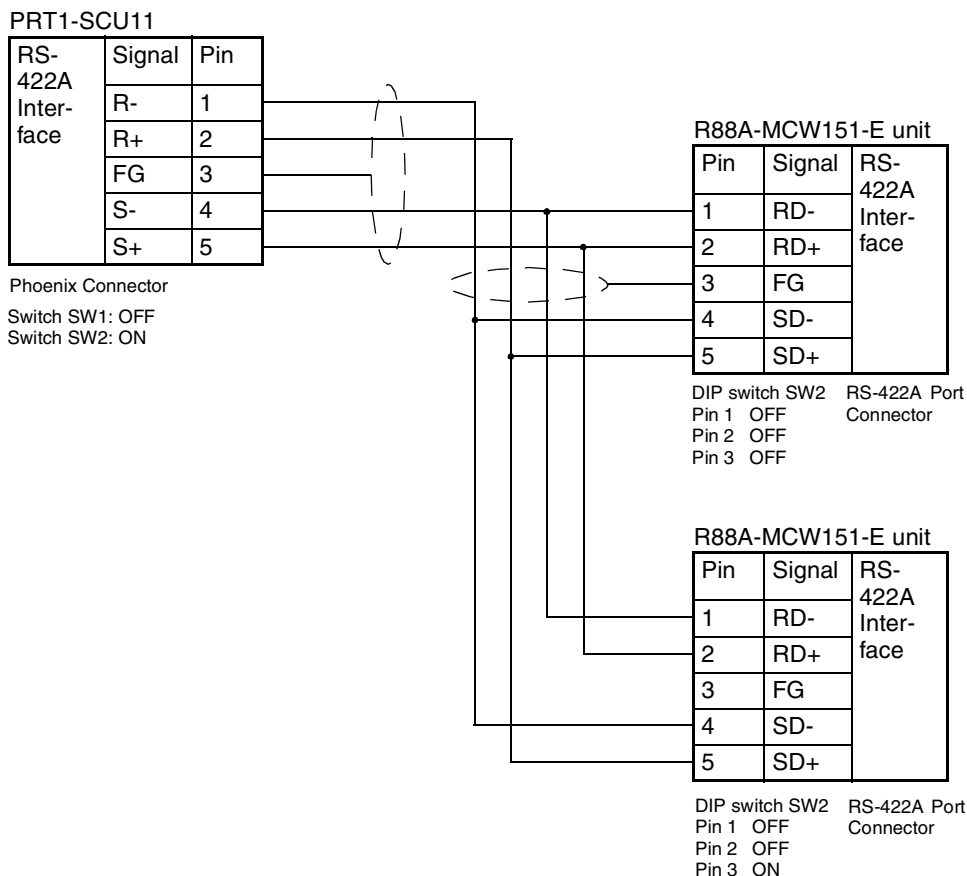 PRT1-SCU11
RS-422A Inter-face Signal Pin
R- 1
R+ 2
FG 3
S- 4
S+ 5
Phoenix Connector
Switch SW1: OFF
Switch SW2: ON
R88A-MCW151-E unit
Pin Signal RS-422A Inter-face
1 RD-
2 RD+
3 FG
4 SD-
5 SD+
DIP switch SW2 RS-422A Port
Pin 1 OFF Connector
Pin 2 OFF
Pin 3 OFF
R88A-MCW151-E unit
Pin Signal RS-422A Inter-face
1 RD-
2 RD+
3 FG
4 SD-
5 SD+
DIP switch SW2 RS-422A Port
Pin 1 OFF Connector
Pin 2 OFF
Pin 3 ON